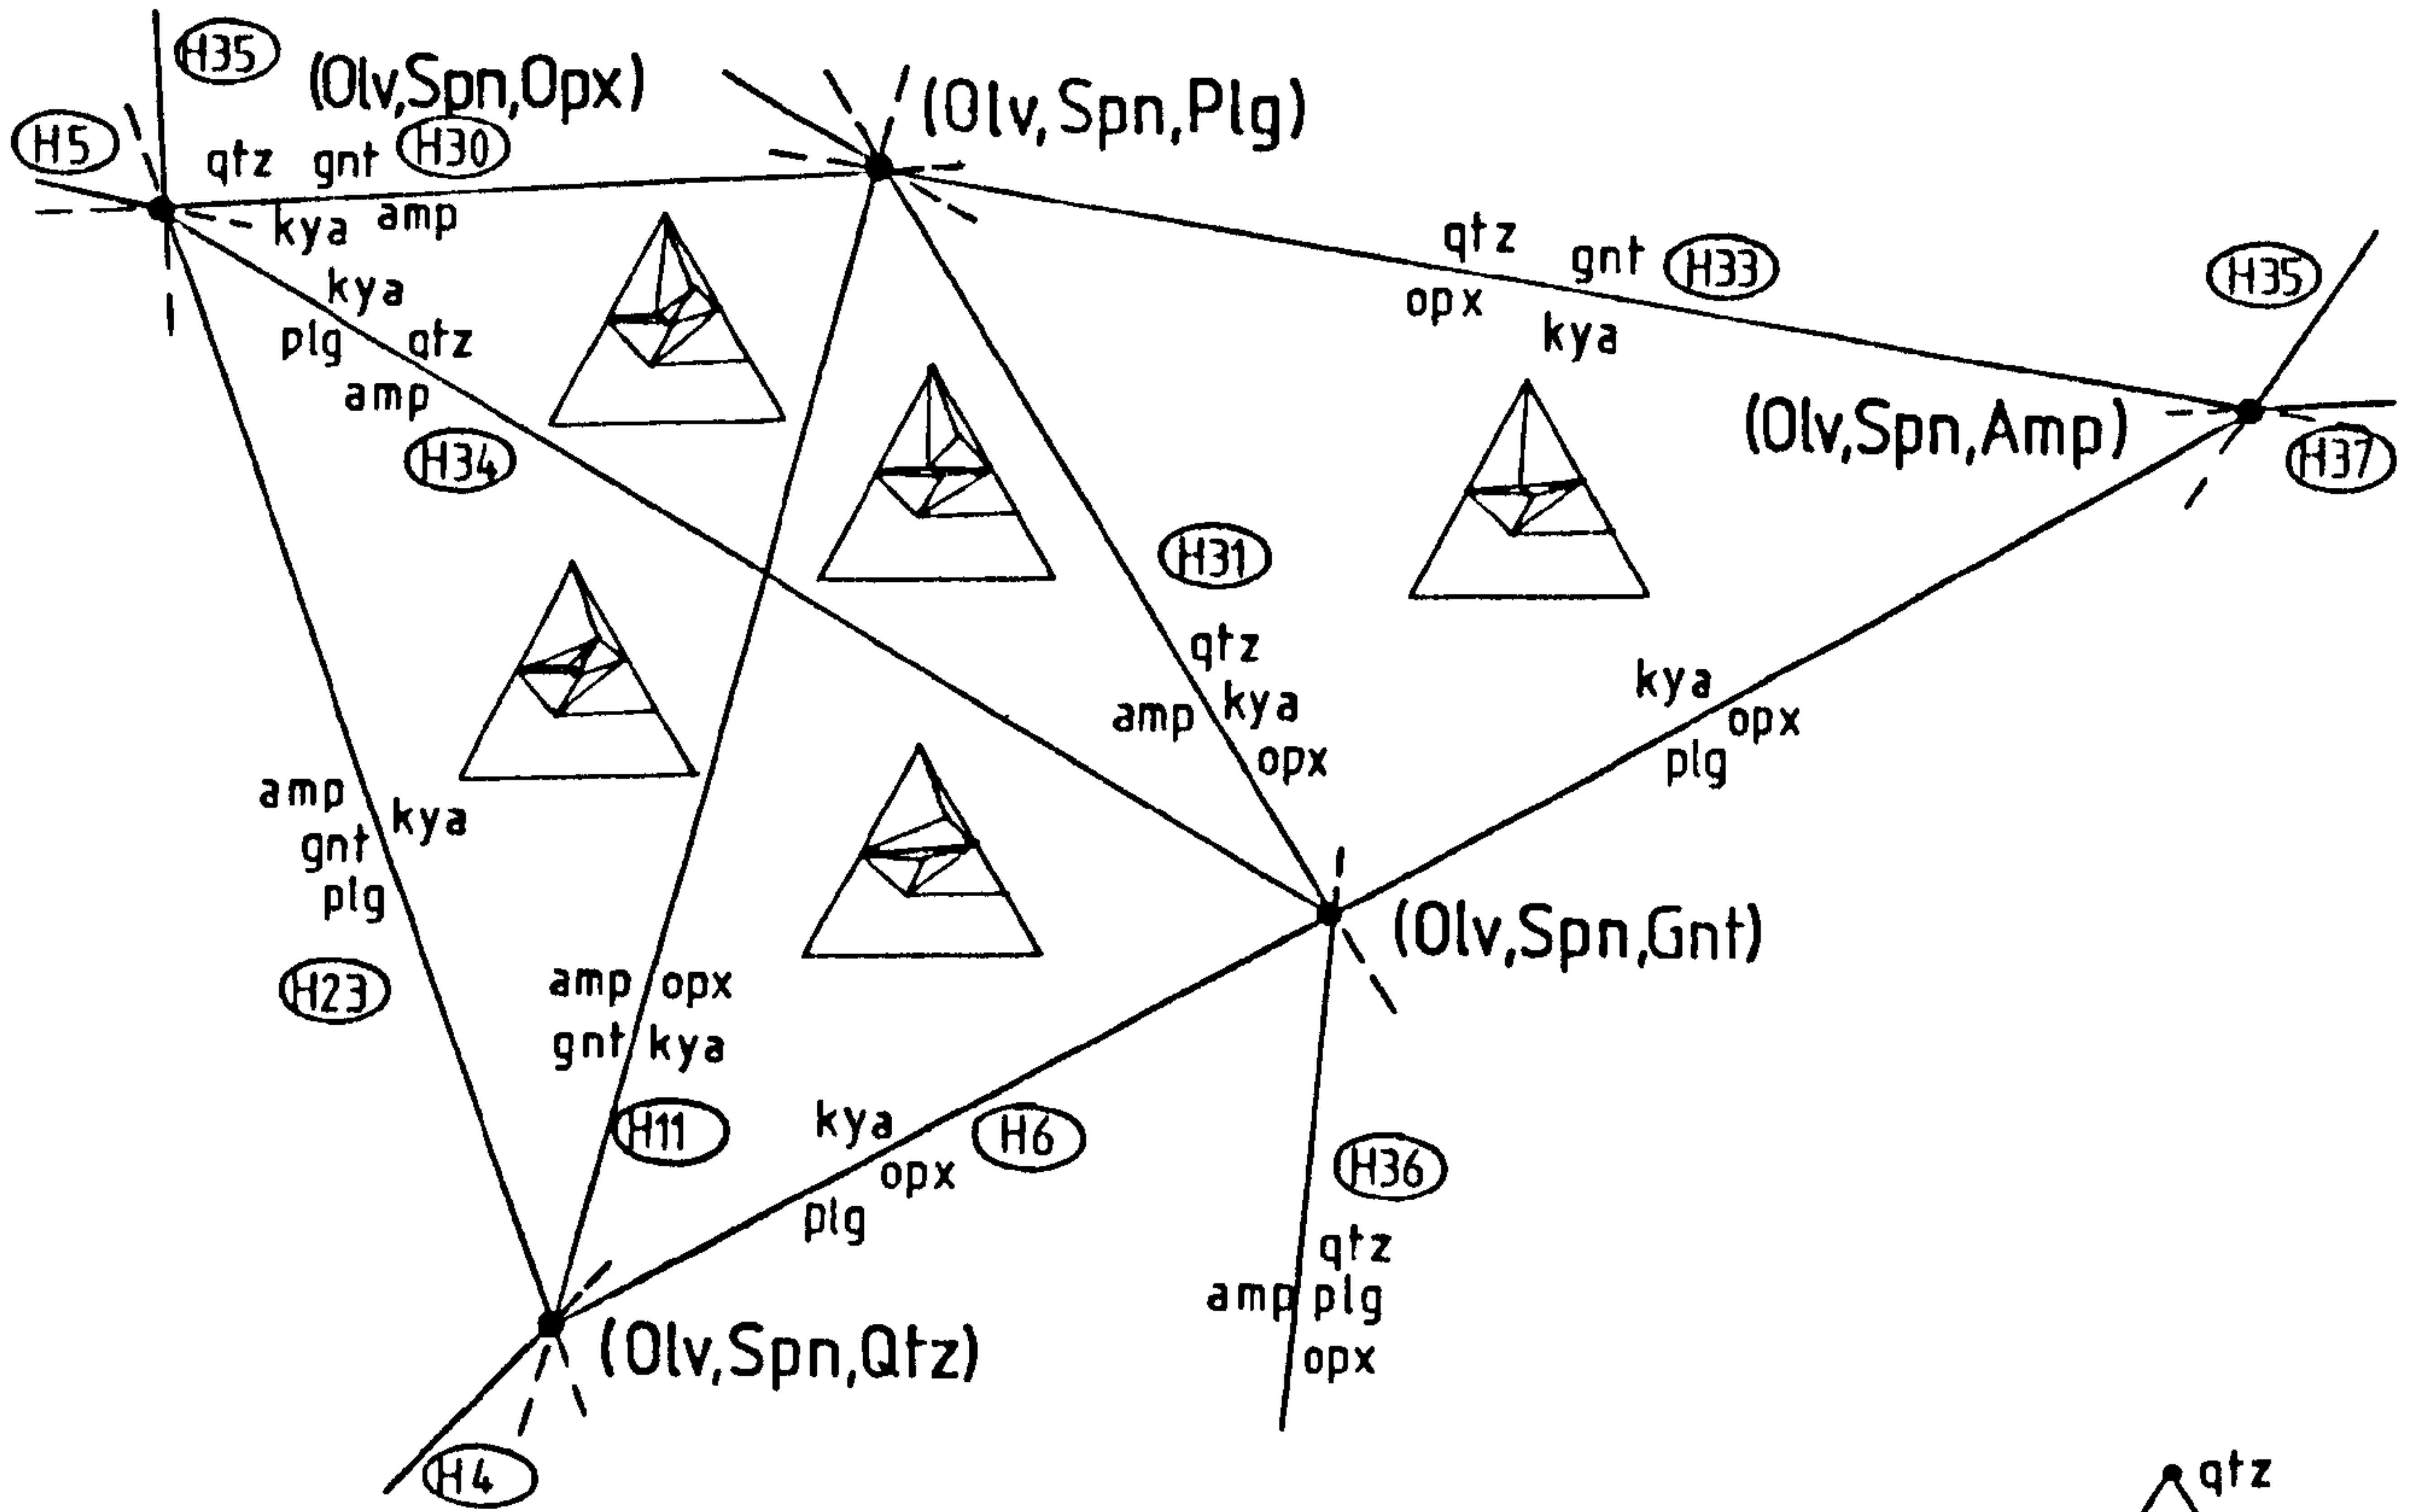 H35
(Olv,Spn,Opx)
(Olv,Spn,Plg)
H5
qtz gnt H30
kya amp
kya
plg qtz
amp
H34
qtz gnt H33
opx kya
H35
(Olv,Spn,Amp)
H37
H31
qtz
amp kya
opx
kya
opx
plg
amp kya
gnt
plg
H23
(Olv,Spn,Gnt)
amp opx
gnt kya
H11
kya H6
opx
plg
H36
qtz
amp plg
opx
(Olv,Spn,Qtz)
H4
qtz